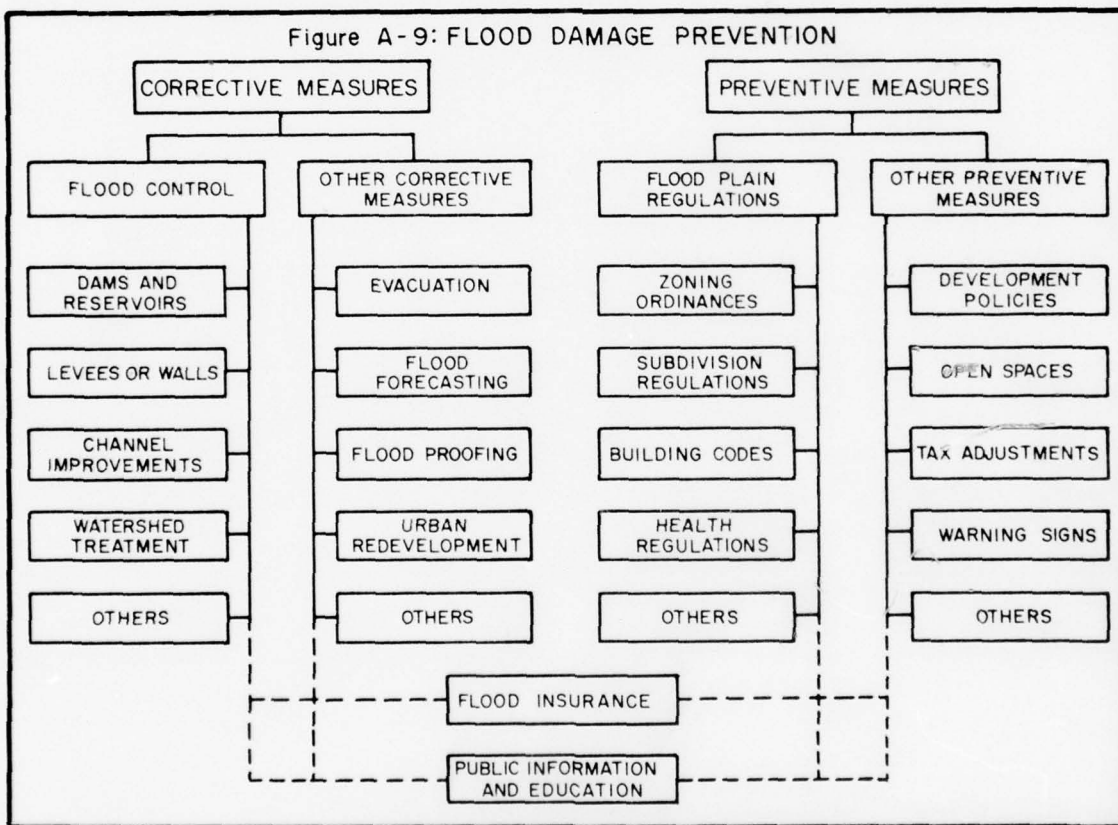 Figure A-9: FLOOD DAMAGE PREVENTION
CORRECTIVE MEASURES
PREVENTIVE MEASURES
FLOOD CONTROL
OTHER CORRECTIVE
MEASURES
FLOOD PLAIN
REGULATIONS
OTHER PREVENTIVE
MEASURES
DAMS AND
RESERVOIRS
EVACUATION
ZONING
ORDINANCES
DEVELOPMENT
POLICIES
LEVEES OR WALLS
FLOOD
FORECASTING
SUBDIVISION
REGULATIONS
OPEN SPACES
CHANNEL
IMPROVEMENTS
FLOOD PROOFING
BUILDING CODES
TAX ADJUSTMENTS
WATERSHED
TREATMENT
URBAN
REDEVELOPMENT
HEALTH
REGULATIONS
WARNING SIGNS
OTHERS
OTHERS
OTHERS
OTHERS
FLOOD INSURANCE
PUBLIC INFORMATION
AND EDUCATION